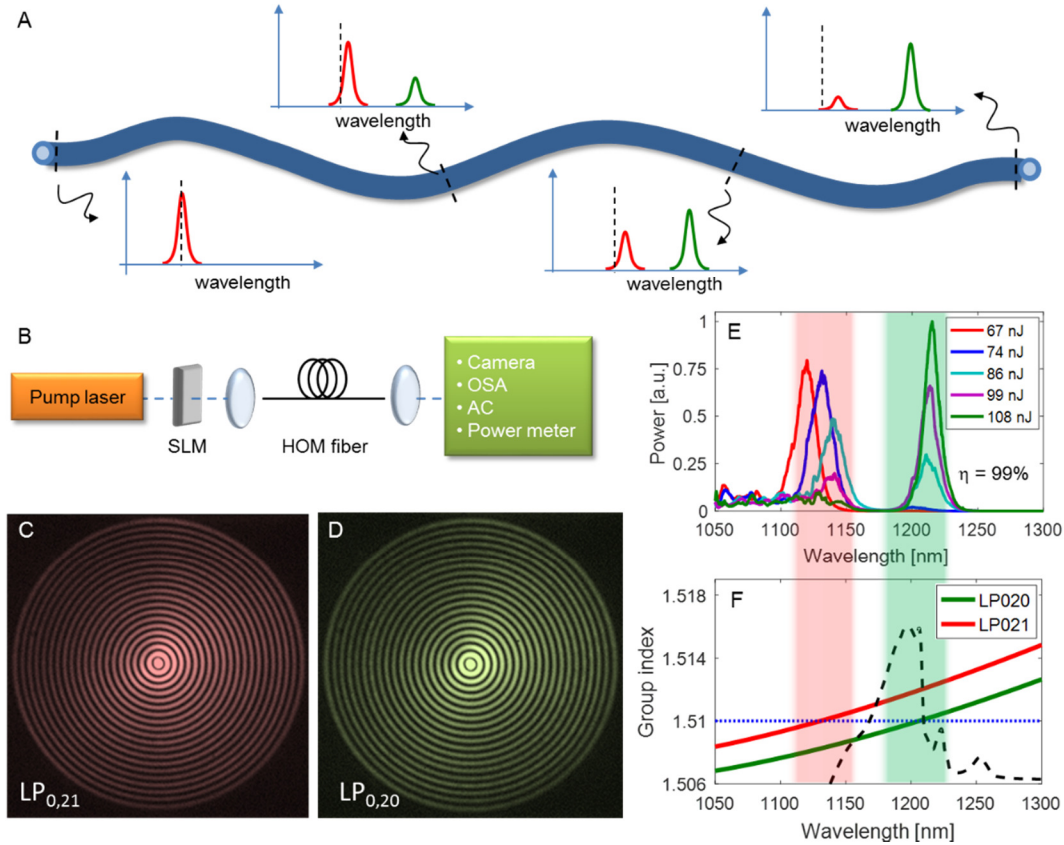 A
wavelength
wavelength
wavelength
wavelength
B
Pump laser
SLM
HOM fiber
• Camera
• OSA
• AC
• Power meter
C
LP0,21
D
LP0,20
E
Power [a.u.]
1
0.75
0.5
0.25
0
67 nJ
74 nJ
86 nJ
99 nJ
108 nJ
η = 99%
1050 1100 1150 1200 1250 1300
Wavelength [nm]
F
Group index
1.518
1.514
1.51
1.506
LP020
LP021
1050 1100 1150 1200 1250 1300
Wavelength [nm]